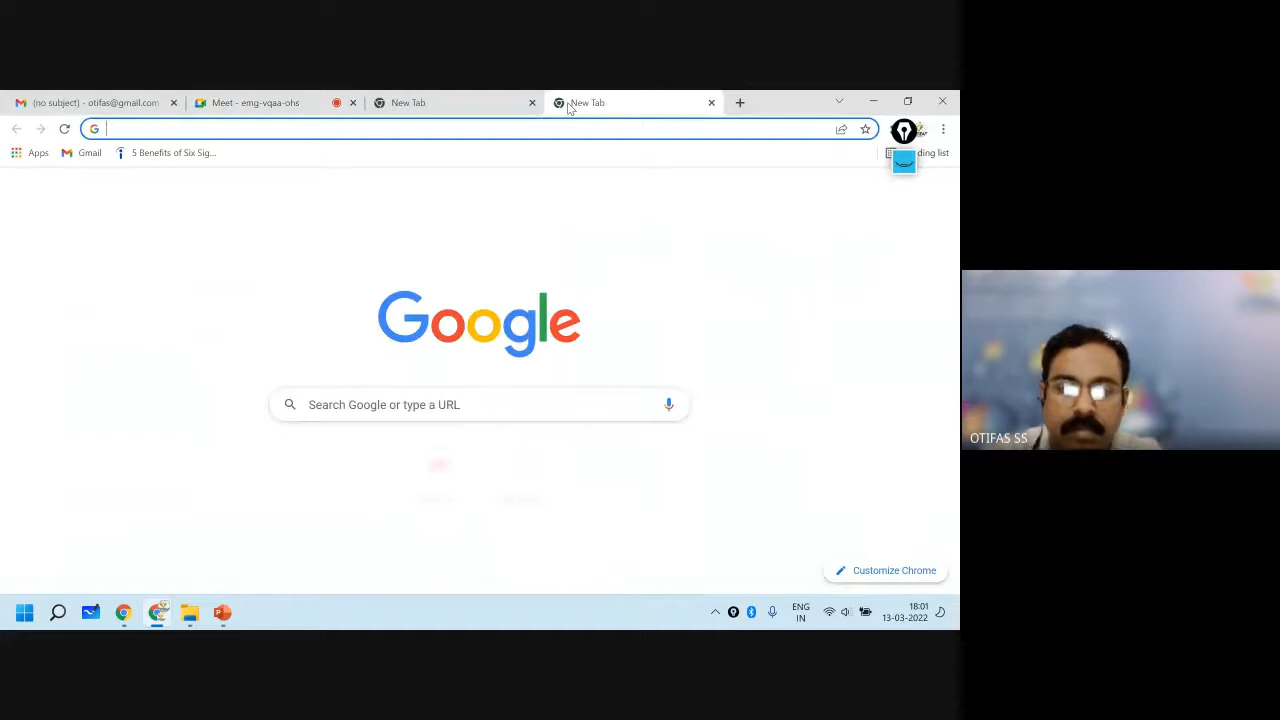 (no subject) - otifas@gmail.com
Meet - emg-vqaa-ohs
New Tab
New Tab
Apps
Gmail
5 Benefits of Six Sig...
ding list
Google
Search Google or type a URL
OTIFAS SS
Customize Chrome
ENG
IN
18:01
13-03-2022